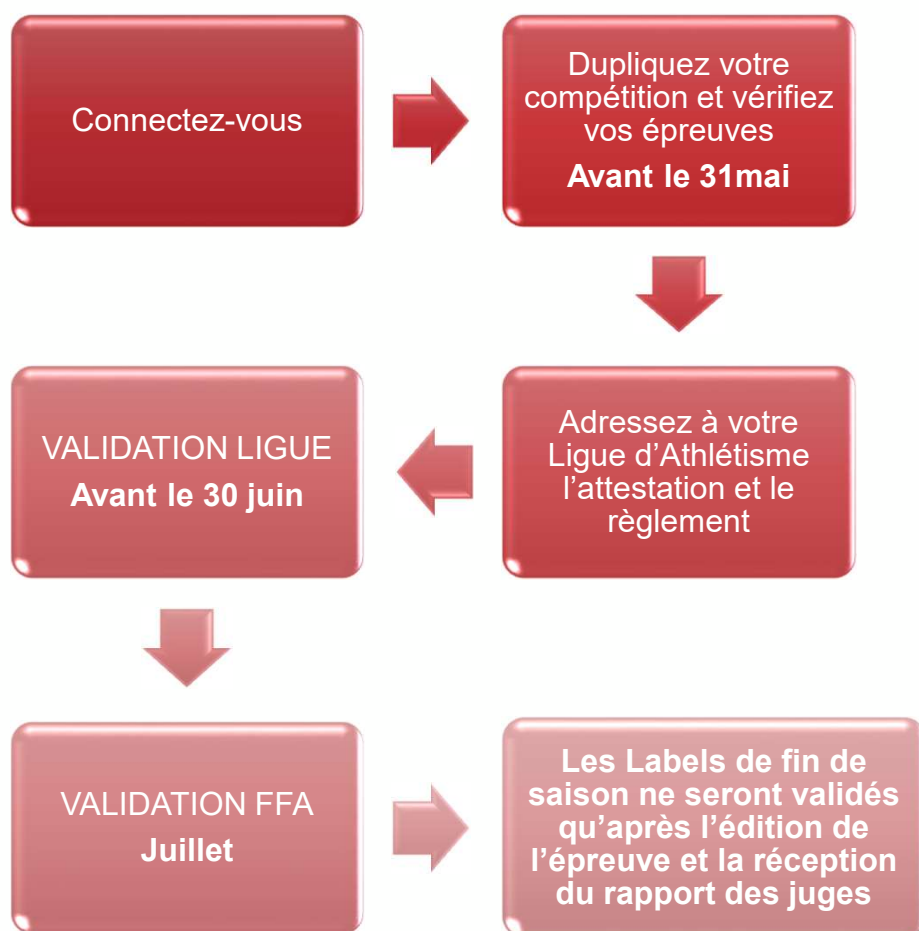 Connectez-vous
Dupliquez votre
compétition et vérifiez
vos épreuves
Avant le 31mai
Adressez à votre
Ligue d’Athlétisme
l’attestation et le
règlement
VALIDATION LIGUE
Avant le 30 juin
VALIDATION FFA
Juillet
Les Labels de fin de
saison ne seront validés
qu’après l’édition de
l’épreuve et la réception
du rapport des juges